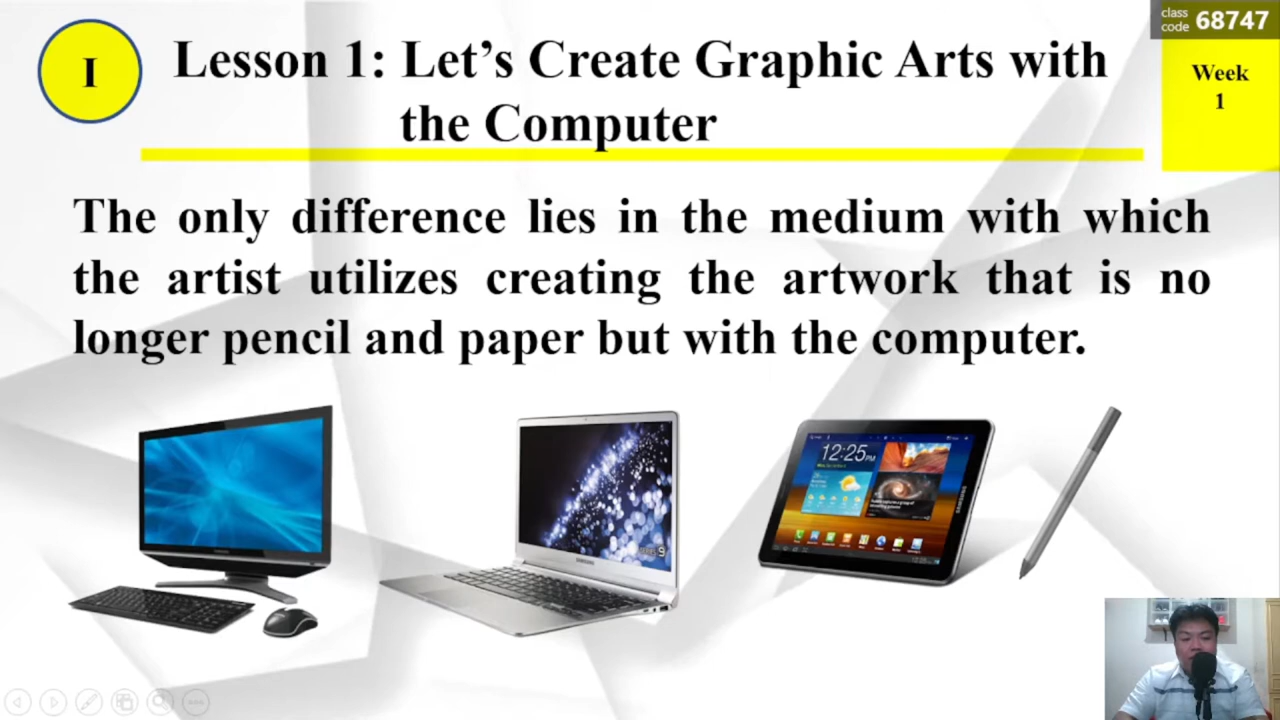 class
code 68747
I
Lesson 1: Let’s Create Graphic Arts with
the Computer
Week
1
The only difference lies in the medium with which
the artist utilizes creating the artwork that is no
longer pencil and paper but with the computer.
12:25PM
SAMSUNG